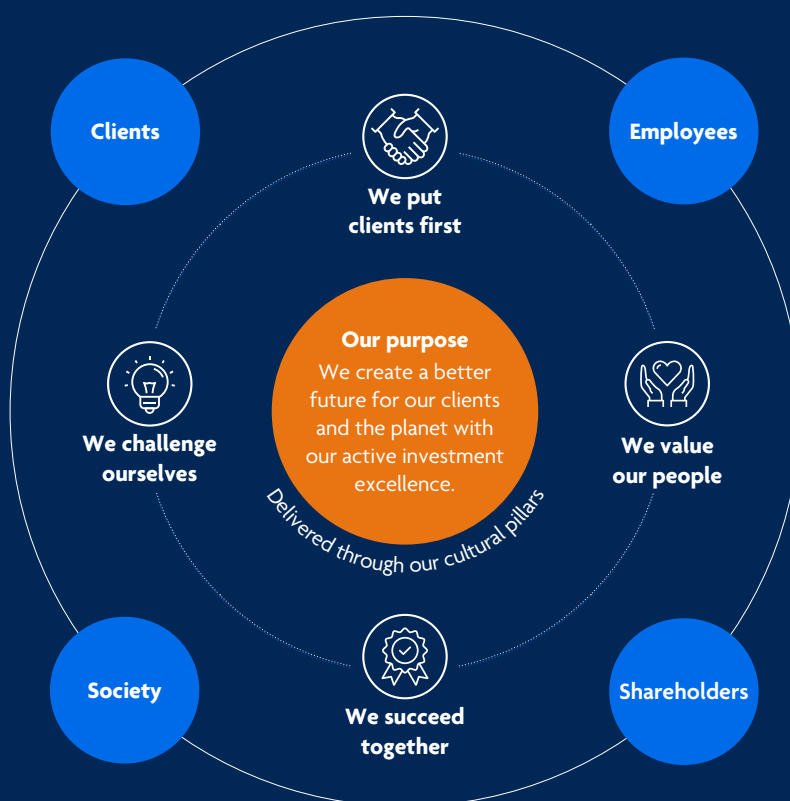 Clients
Employees
We put
clients first
Our purpose
We create a better
future for our clients
and the planet with
our active investment
excellence.
We challenge
ourselves
We value
our people
Delivered through our cultural pillars
Society
Shareholders
We succeed
together